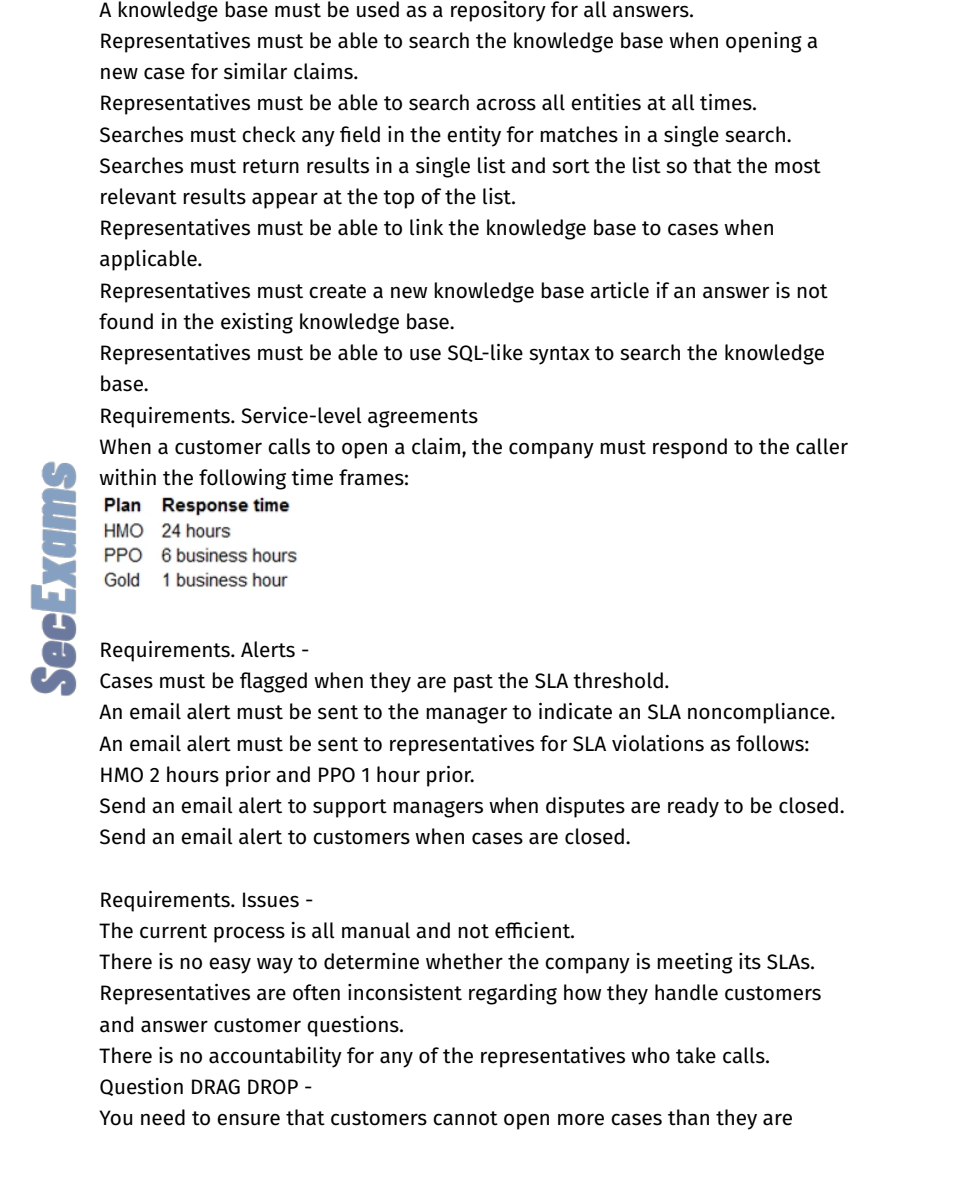 A knowledge base must be used as a repository for all answers.
Representatives must be able to search the knowledge base when opening a
new case for similar claims.
Representatives must be able to search across all entities at all times.
Searches must check any field in the entity for matches in a single search.
Searches must return results in a single list and sort the list so that the most
relevant results appear at the top of the list.
Representatives must be able to link the knowledge base to cases when
applicable.
Representatives must create a new knowledge base article if an answer is not
found in the existing knowledge base.
Representatives must be able to use SQL-like syntax to search the knowledge
base.
Requirements. Service-level agreements
When a customer calls to open a claim, the company must respond to the caller
within the following time frames:
Plan Response time
HMO 24 hours
PPO 6 business hours
Gold 1 business hour
SecExams
Requirements. Alerts -
Cases must be flagged when they are past the SLA threshold.
An email alert must be sent to the manager to indicate an SLA noncompliance.
An email alert must be sent to representatives for SLA violations as follows:
HMO 2 hours prior and PPO 1 hour prior.
Send an email alert to support managers when disputes are ready to be closed.
Send an email alert to customers when cases are closed.
Requirements. Issues -
The current process is all manual and not efficient.
There is no easy way to determine whether the company is meeting its SLAs.
Representatives are often inconsistent regarding how they handle customers
and answer customer questions.
There is no accountability for any of the representatives who take calls.
Question DRAG DROP -
You need to ensure that customers cannot open more cases than they are